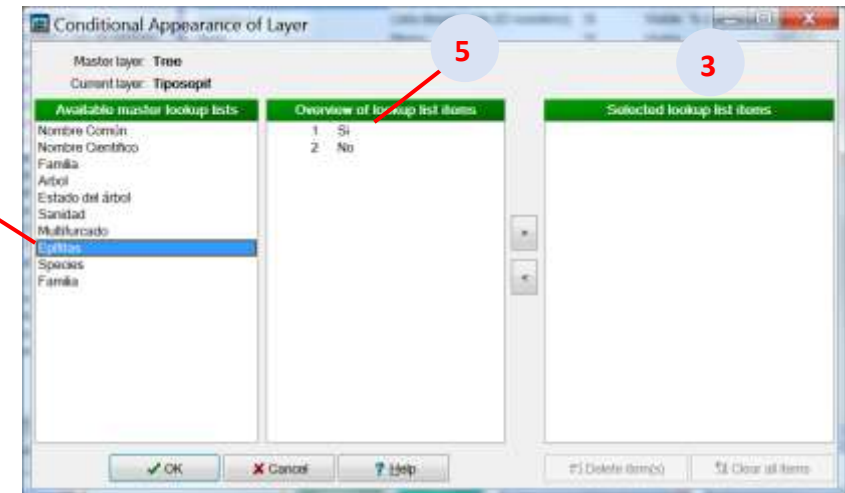 Conditional Appearance of Layer
5
3
Master layer: Tree
Current layer: Tiposepif
Available master lookup lists
Overview of lookup list items
Selected lookup list items
Nombre Común
Nombre Científico
Familia
Arbol
Estado del árbol
Sanidad
Multifurcado
Epífitas
Species
Familia
1 Si
2 No
>
<
OK
Cancel
? Help
Delete item(s)
Clear all items